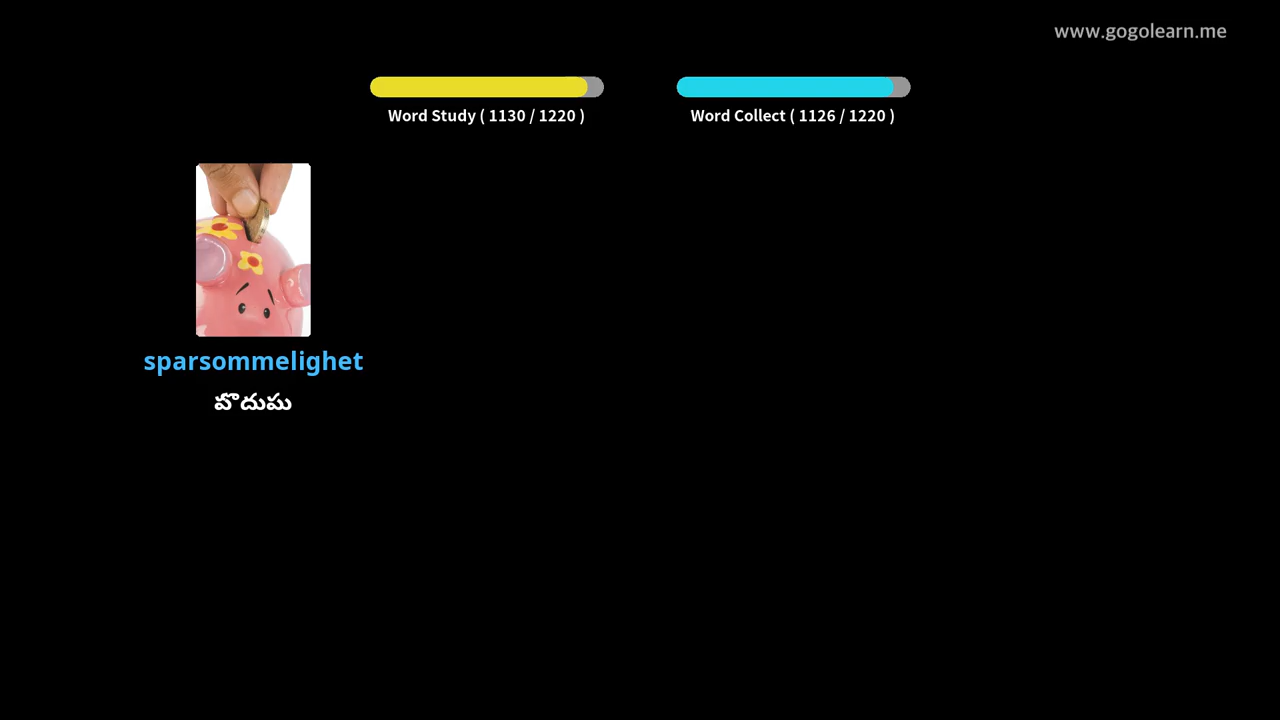 www.gogolearn.me
Word Study ( 1130 / 1220 )
Word Collect ( 1126 / 1220 )
sparsommelighet
పొదుపు